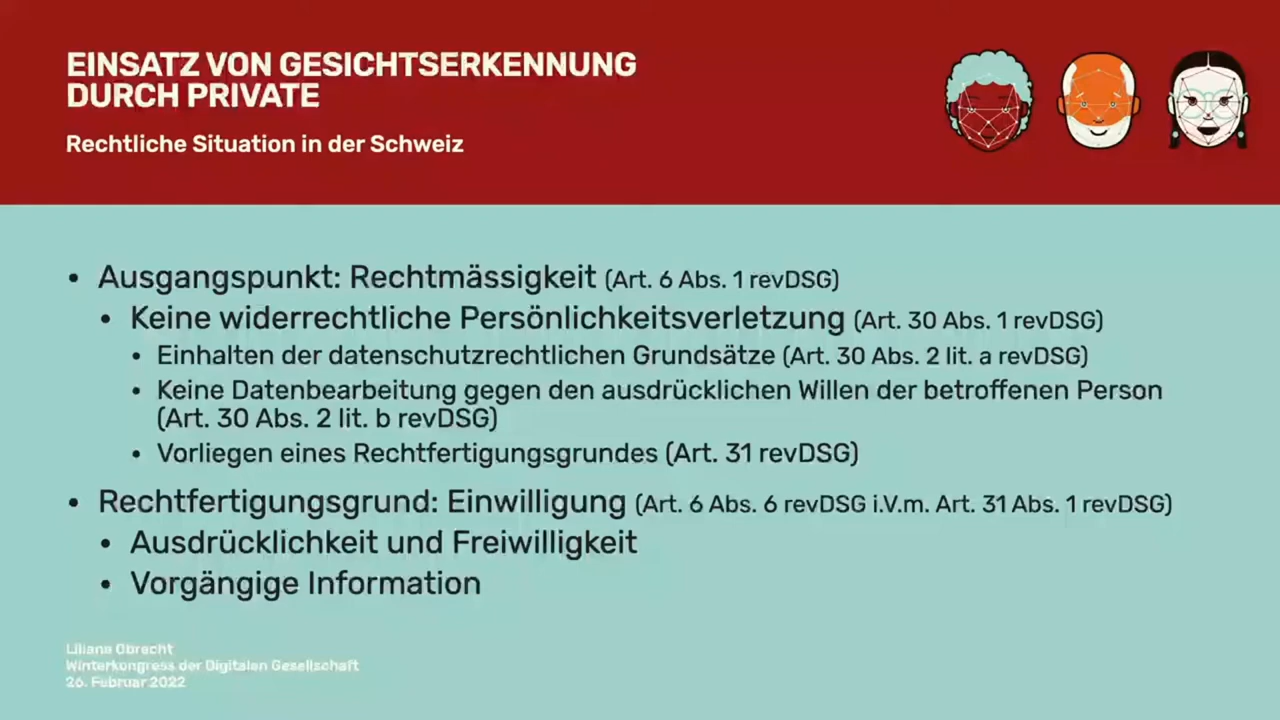 EINSATZ VON GESICHTSERKENNUNG
DURCH PRIVATE
Rechtliche Situation in der Schweiz
• Ausgangspunkt: Rechtmässigkeit (Art. 6 Abs. 1 revDSG)
• Keine widerrechtliche Persönlichkeitsverletzung (Art. 30 Abs. 1 revDSG)
• Einhalten der datenschutzrechtlichen Grundsätze (Art. 30 Abs. 2 lit. a revDSG)
• Keine Datenbearbeitung gegen den ausdrücklichen Willen der betroffenen Person
(Art. 30 Abs. 2 lit. b revDSG)
• Vorliegen eines Rechtfertigungsgrundes (Art. 31 revDSG)
• Rechtfertigungsgrund: Einwilligung (Art. 6 Abs. 6 revDSG i.V.m. Art. 31 Abs. 1 revDSG)
• Ausdrücklichkeit und Freiwilligkeit
• Vorgängige Information
Liliane Obrecht
Winterkongress der Digitalen Gesellschaft
26. Februar 2022